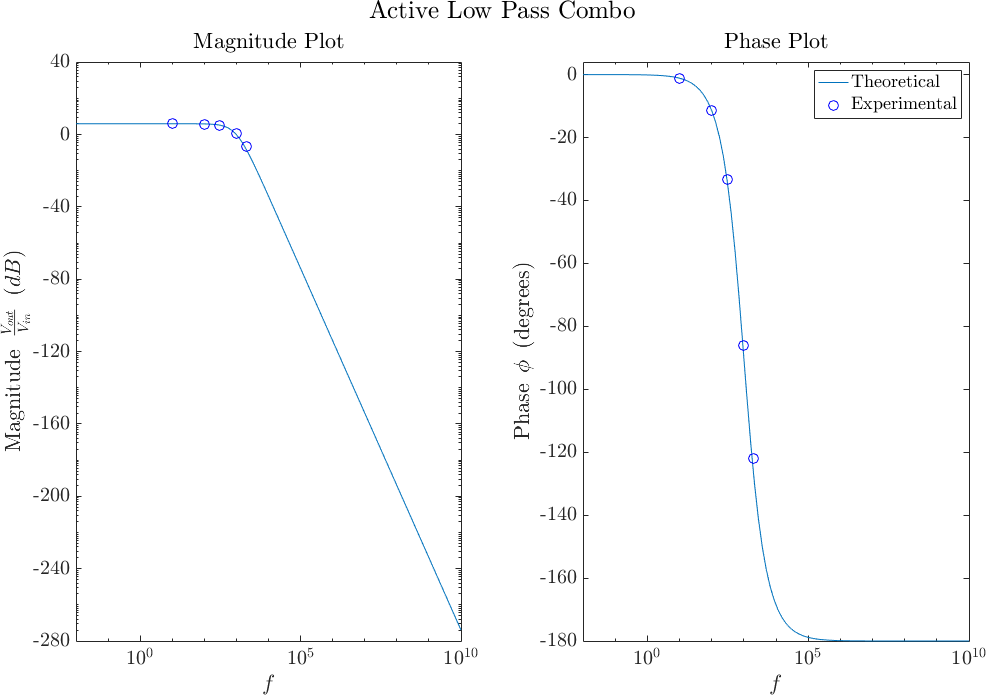 Active Low Pass Combo
Magnitude Plot
40
0
-40
-80
-120
-160
-200
-240
-280
10^0
10^5
10^10
f
Magnitude V_out/V_in (dB)
Phase Plot
0
-20
-40
-60
-80
-100
-120
-140
-160
-180
10^0
10^5
10^10
f
Phase ϕ (degrees)
Theoretical
Experimental